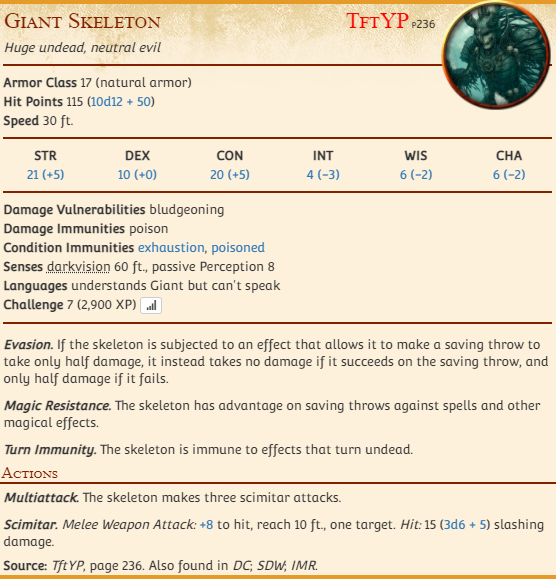 Giant Skeleton TftYP p236
Huge undead, neutral evil
Armor Class 17 (natural armor)
Hit Points 115 (10d12 + 50)
Speed 30 ft.
STR DEX CON INT WIS CHA
21 (+5) 10 (+0) 20 (+5) 4 (−3) 6 (−2) 6 (−2)
Damage Vulnerabilities bludgeoning
Damage Immunities poison
Condition Immunities exhaustion, poisoned
Senses darkvision 60 ft., passive Perception 8
Languages understands Giant but can't speak
Challenge 7 (2,900 XP)
Evasion. If the skeleton is subjected to an effect that allows it to make a saving throw to
take only half damage, it instead takes no damage if it succeeds on the saving throw, and
only half damage if it fails.
Magic Resistance. The skeleton has advantage on saving throws against spells and other
magical effects.
Turn Immunity. The skeleton is immune to effects that turn undead.
Actions
Multiattack. The skeleton makes three scimitar attacks.
Scimitar. Melee Weapon Attack: +8 to hit, reach 10 ft., one target. Hit: 15 (3d6 + 5) slashing
damage.
Source: TftYP, page 236. Also found in DC; SDW; IMR.